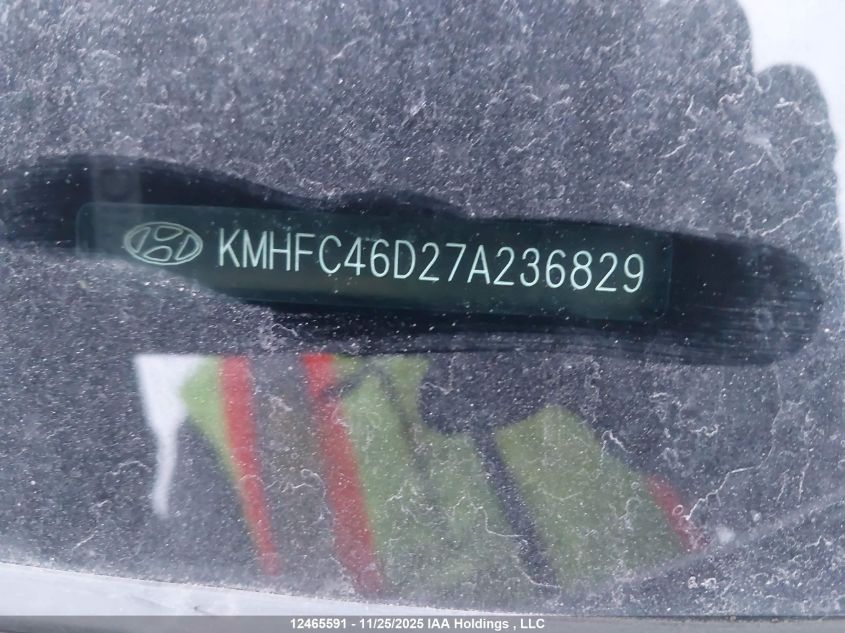 KMHFC46D27A236829
12465591 - 11/25/2025 IAA Holdings , LLC